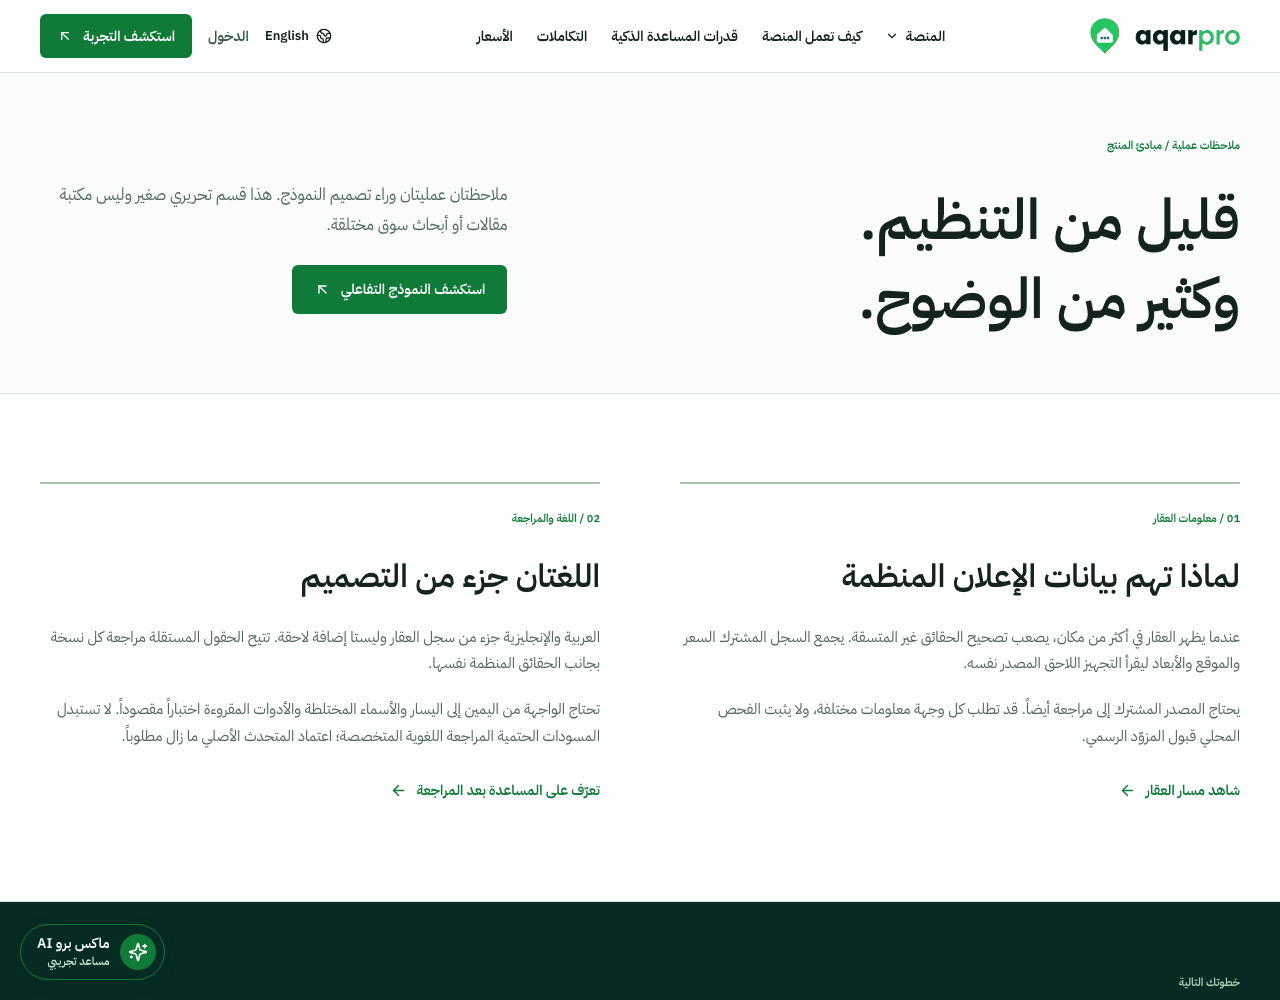 aqarpro
المنصة
كيف تعمل المنصة
قدرات المساعدة الذكية
التكاملات
الأسعار
English
الدخول
استكشف التجربة
ملاحظات عملية / مبادئ المنتج
قليل من التنظيم.
وكثير من الوضوح.
ملاحظتان عمليتان وراء تصميم النموذج. هذا قسم تحريري صغير وليس مكتبة
مقالات أو أبحاث سوق مختلقة.
استكشف النموذج التفاعلي
01 / معلومات العقار
لماذا تهم بيانات الإعلان المنظمة
عندما يظهر العقار في أكثر من مكان، يصعب تصحيح الحقائق غير المتسقة. يجمع السجل المشترك السعر
والموقع والأبعاد ليقرأ التجهيز اللاحق المصدر نفسه.
يحتاج المصدر المشترك إلى مراجعة أيضاً. قد تطلب كل وجهة معلومات مختلفة، ولا يثبت الفحص
المحلي قبول المزوّد الرسمي.
شاهد مسار العقار
02 / اللغة والمراجعة
اللغتان جزء من التصميم
العربية والإنجليزية جزء من سجل العقار وليستا إضافة لاحقة. تتيح الحقول المستقلة مراجعة كل نسخة
بجانب الحقائق المنظمة نفسها.
تحتاج الواجهة من اليمين إلى اليسار والأسماء المختلطة والأدوات المقروءة اختباراً مقصوداً. لا تستبدل
المسودات الحتمية المراجعة اللغوية المتخصصة؛ اعتماد المتحدث الأصلي ما زال مطلوباً.
تعرّف على المساعدة بعد المراجعة
ماكس برو AI
مساعد تجريبي
خطوتك التالية